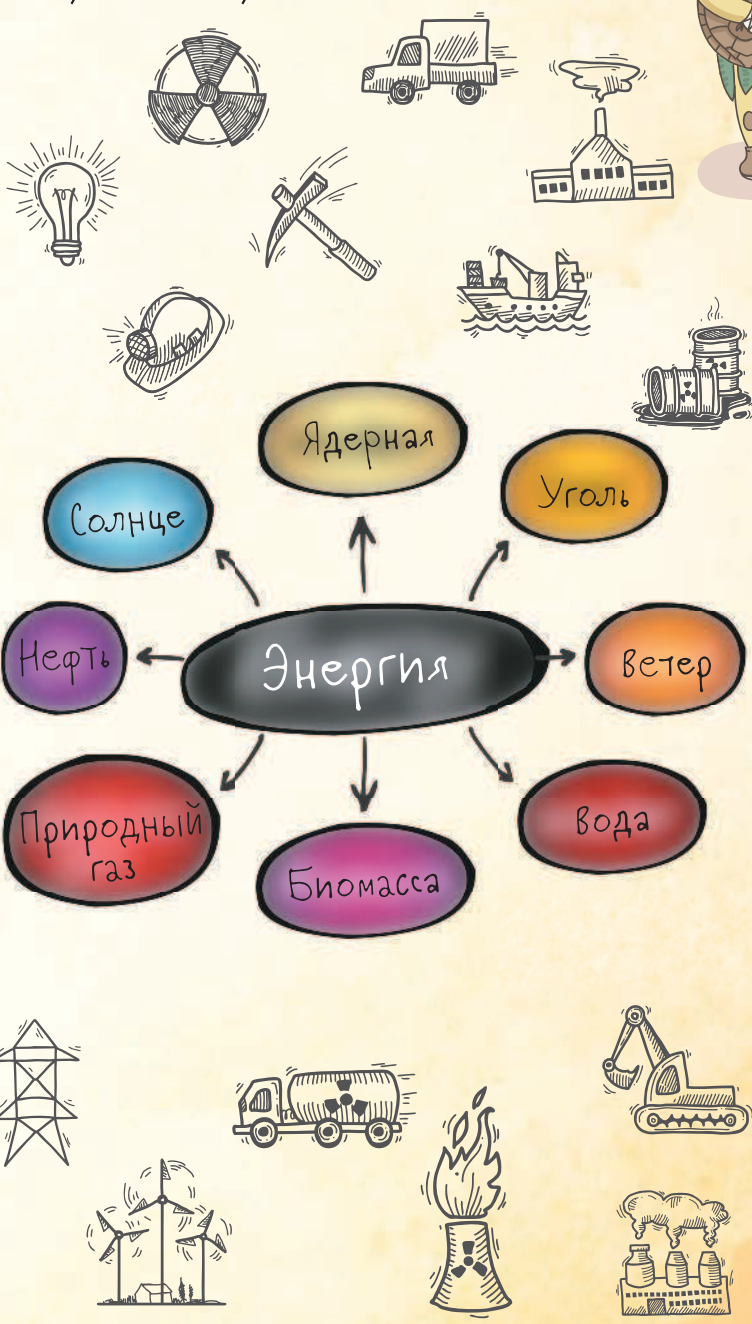 Ядерная
Солнце
Уголь
Нефть
Энергия
Ветер
Природный
газ
Вода
Биомасса